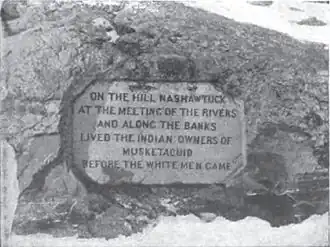 ON THE HILL NASHAWTUCK
AT THE MEETING OF THE RIVERS
AND ALONG THE BANKS
LIVED THE INDIAN OWNERS OF
MUSKETAQUID
BEFORE THE WHITE MEN CAME